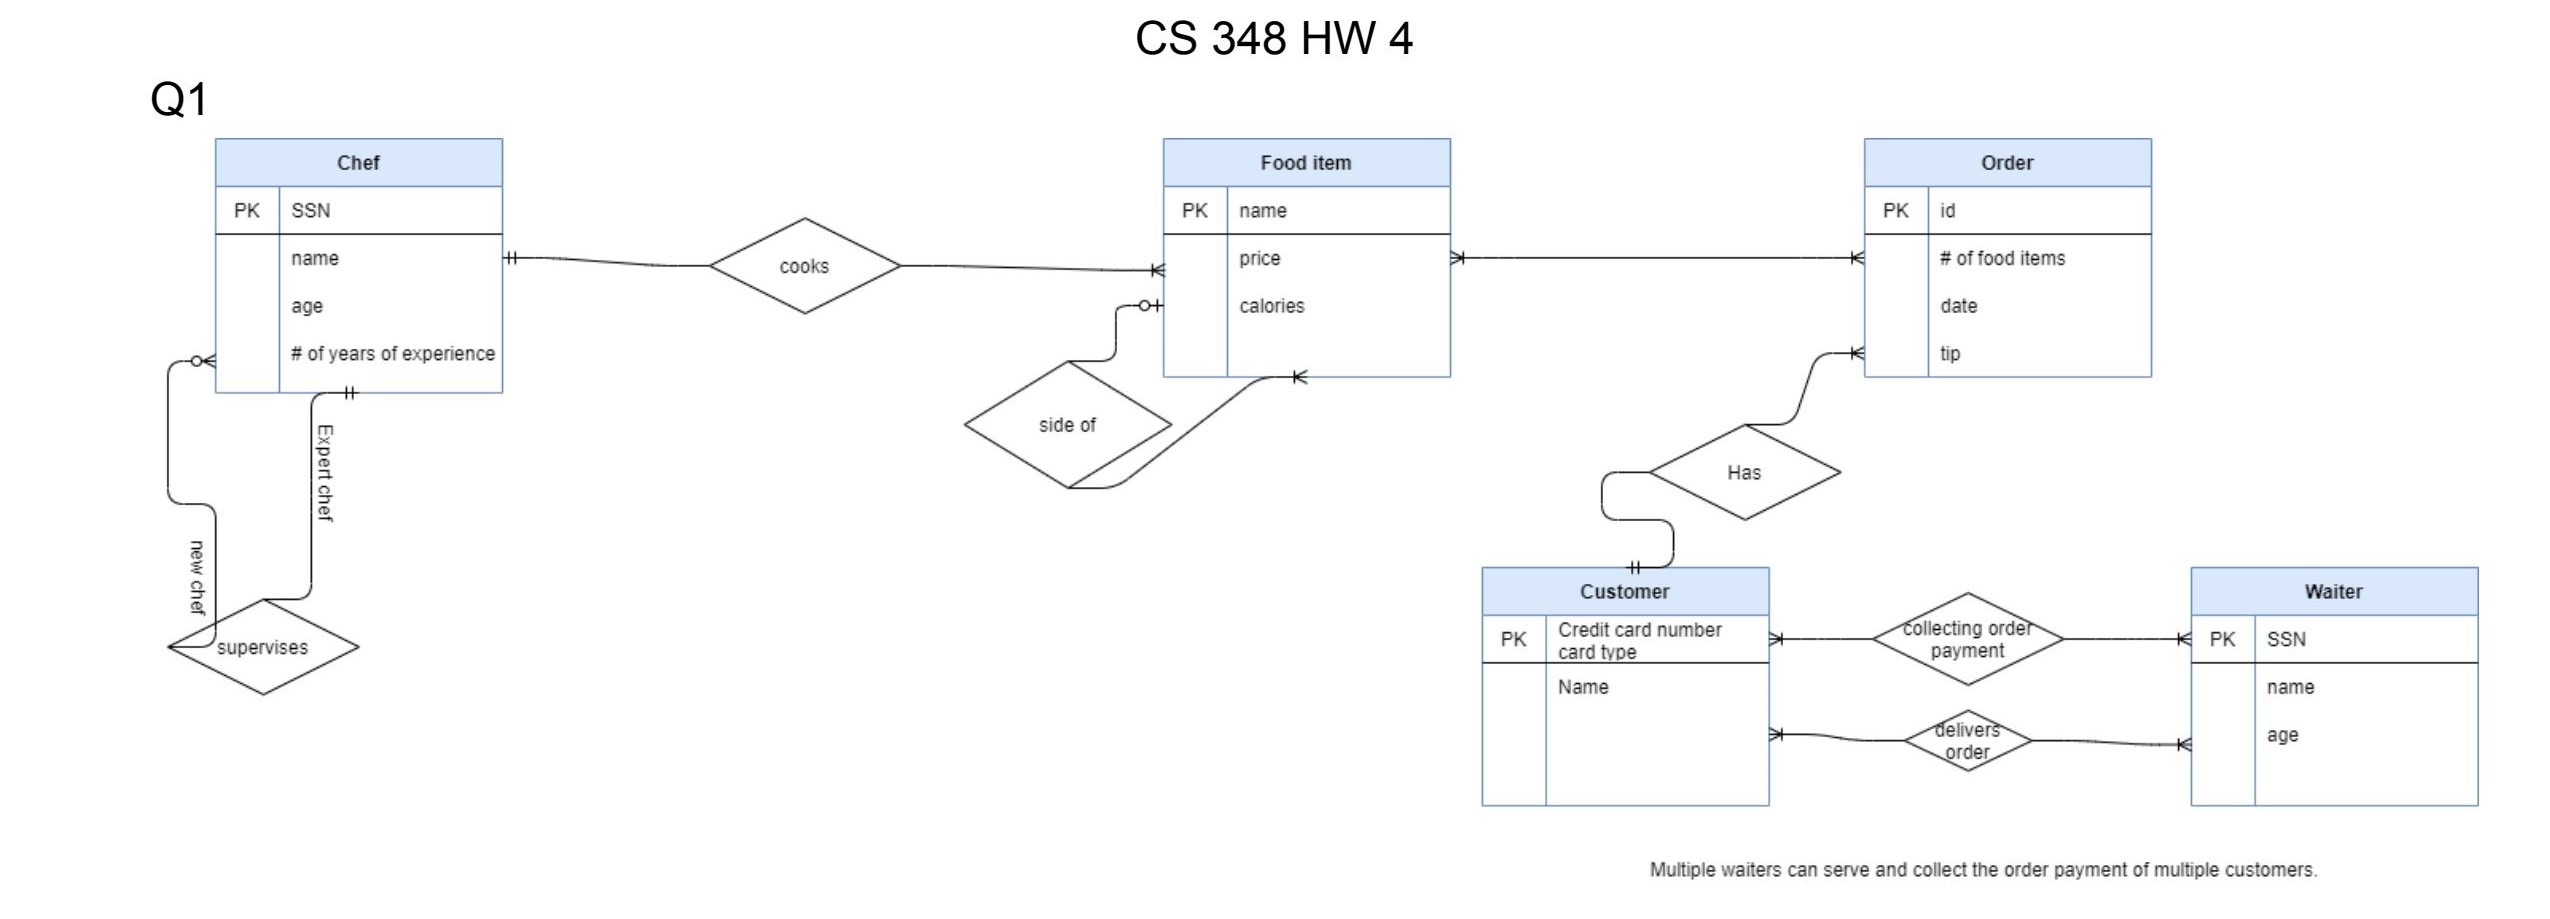 CS 348 HW 4
Q1
Chef
PK SSN
name
age
# of years of experience
cooks
Food item
PK name
price
calories
side of
Order
PK id
# of food items
date
tip
Has
Expert chef
new chef
supervises
Customer
PK Credit card number
card type
Name
collecting order
payment
delivers
order
Waiter
PK SSN
name
age
Multiple waiters can serve and collect the order payment of multiple customers.